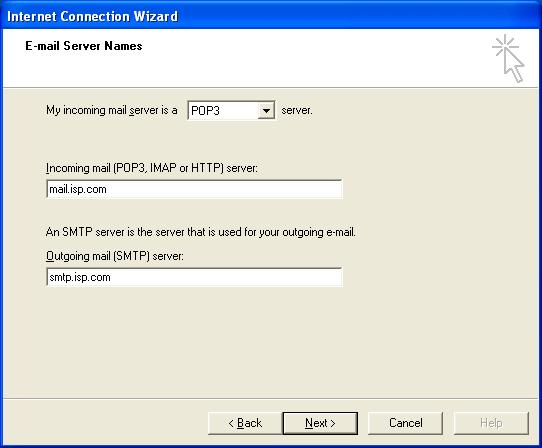 Internet Connection Wizard
E-mail Server Names
My incoming mail server is a POP3 server.
Incoming mail (POP3, IMAP or HTTP) server:
mail.isp.com
An SMTP server is the server that is used for your outgoing e-mail.
Outgoing mail (SMTP) server:
smtp.isp.com
< Back Next > Cancel Help